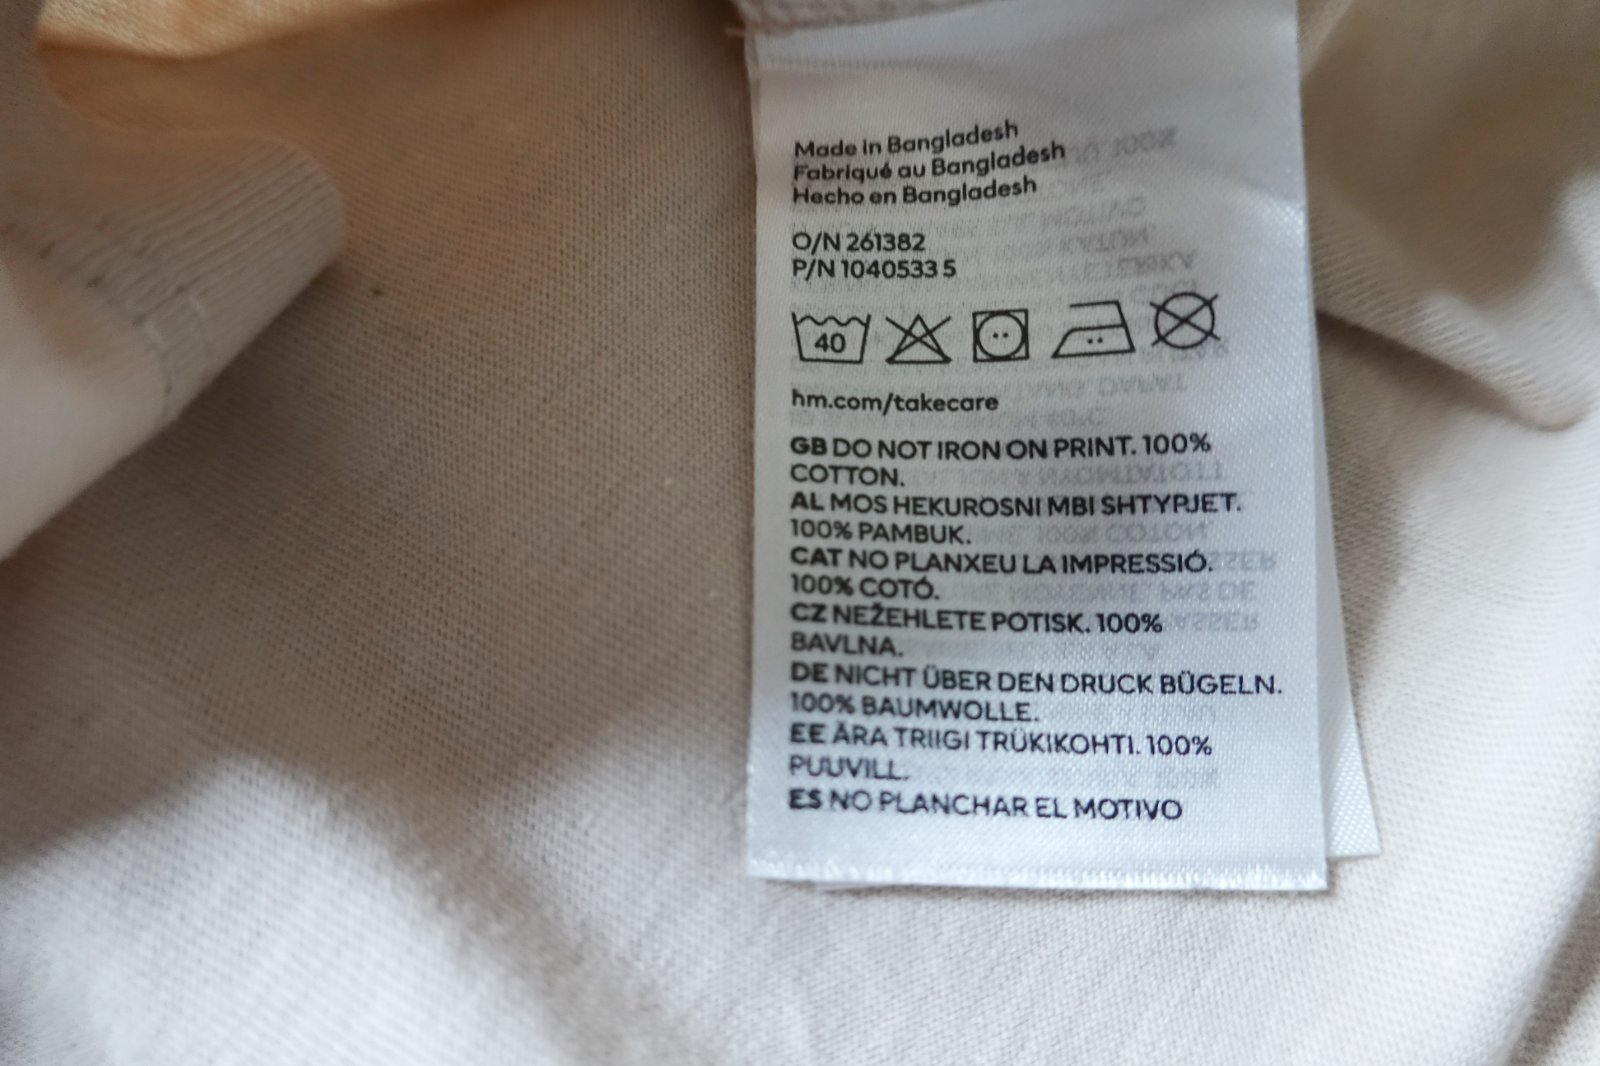 Made in Bangladesh
Fabriqué au Bangladesh
Hecho en Bangladesh
O/N 261382
P/N 1040533 5
40
hm.com/takecare
GB DO NOT IRON ON PRINT. 100%
COTTON.
AL MOS HEKUROSNI MBI SHTYPJET.
100% PAMBUK.
CAT NO PLANXEU LA IMPRESSIÓ.
100% COTÓ.
CZ NEŽEHLETE POTISK. 100%
BAVLNA.
DE NICHT ÜBER DEN DRUCK BÜGELN.
100% BAUMWOLLE.
EE ÄRA TRIIGI TRÜKIKOHTI. 100%
PUUVILL.
ES NO PLANCHAR EL MOTIVO